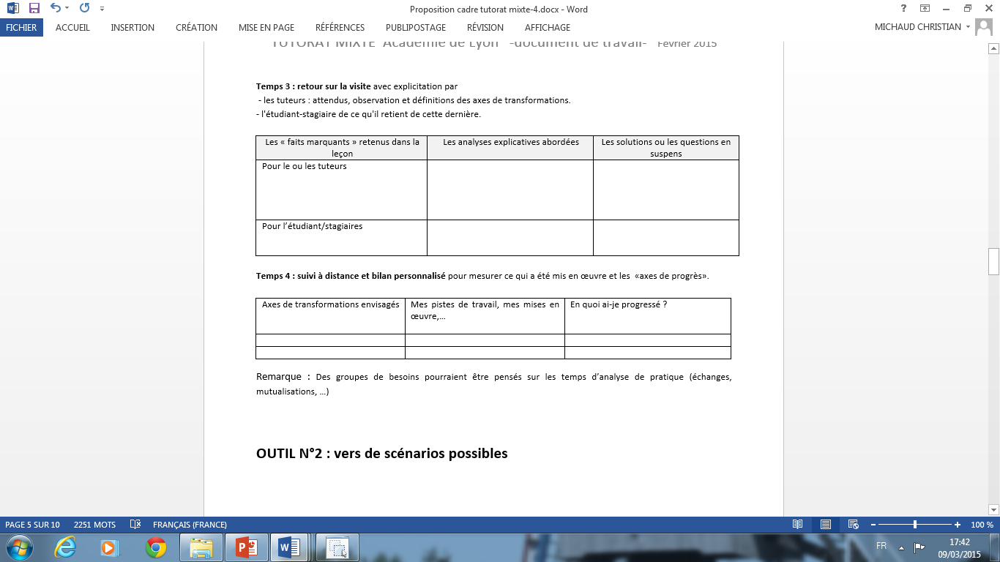 Proposition cadre tutorat mixte-4.docx - Word
FICHIER ACCUEIL INSERTION CRÉATION MISE EN PAGE RÉFÉRENCES PUBLIPOSTAGE RÉVISION AFFICHAGE MICHAUD CHRISTIAN
TUTORAT MIXTE Académie de Lyon -document de travail- Février 2015
Temps 3 : retour sur la visite avec explicitation par
- les tuteurs : attendus, observation et définitions des axes de transformations.
- l'étudiant-stagiaire de ce qu'il retient de cette dernière.
Les « faits marquants » retenus dans la
leçon
Les analyses explicatives abordées
Les solutions ou les questions en
suspens
Pour le ou les tuteurs
Pour l'étudiant/stagiaires
Temps 4 : suivi à distance et bilan personnalisé pour mesurer ce qui a été mis en œuvre et les «axes de progrès».
Axes de transformations envisagés
Mes pistes de travail, mes mises en
œuvre,...
En quoi ai-je progressé ?
Remarque : Des groupes de besoins pourraient être pensés sur les temps d'analyse de pratique (échanges,
mutualisations, ...)
OUTIL N°2 : vers de scénarios possibles
PAGE 5 SUR 10 2251 MOTS FRANÇAIS (FRANCE) 100 %
FR 17:42
09/03/2015